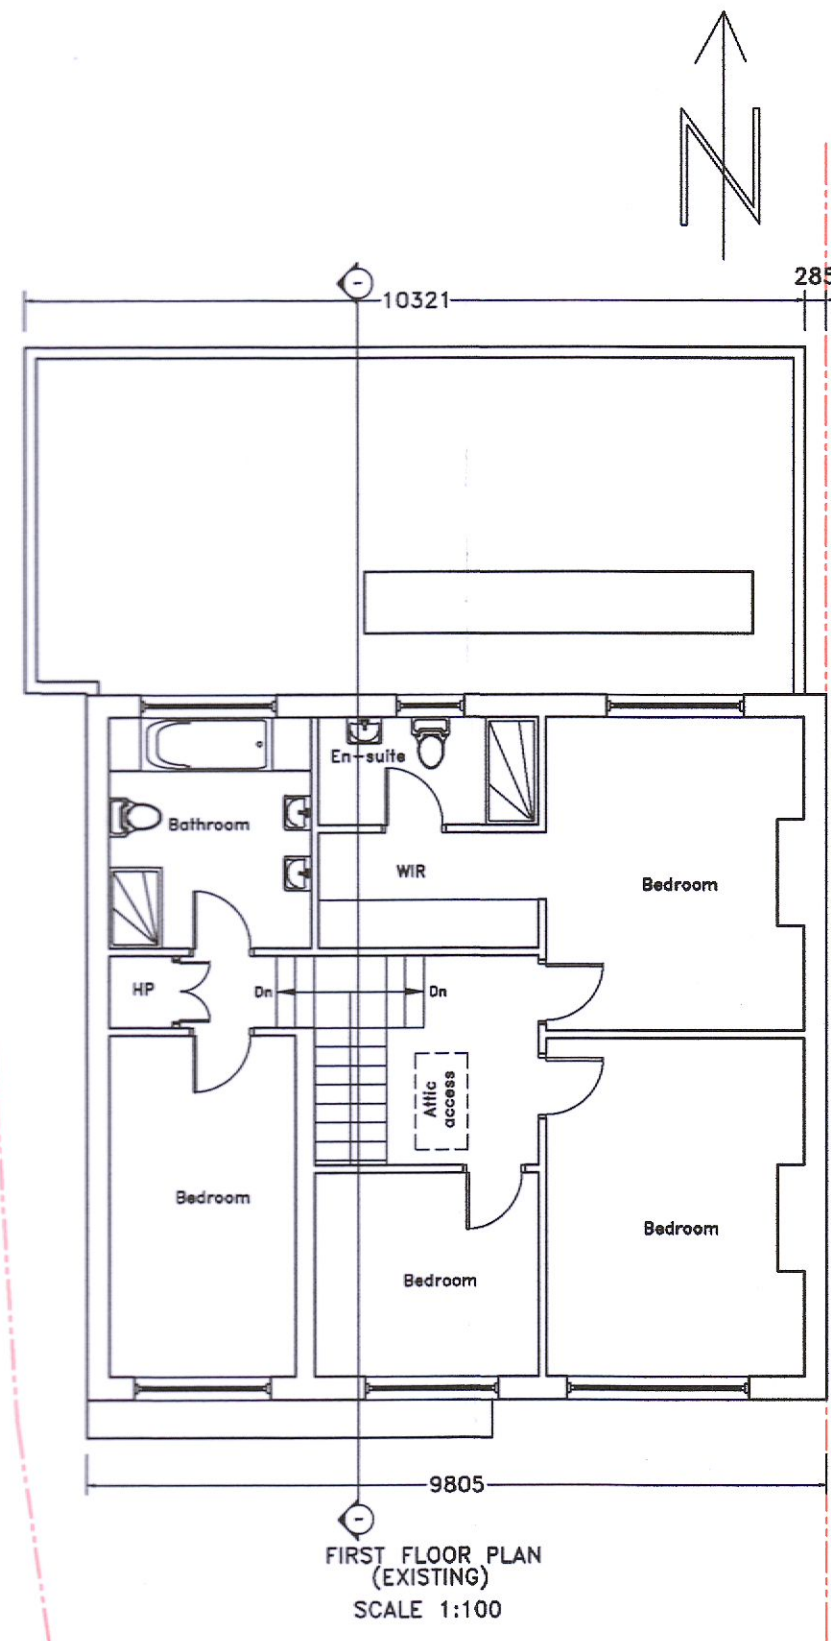 N
285
10321
En-suite
Bathroom
WIR
Bedroom
HP
Dn
Dn
Attic
access
Bedroom
Bedroom
Bedroom
9805
FIRST FLOOR PLAN
(EXISTING)
SCALE 1:100